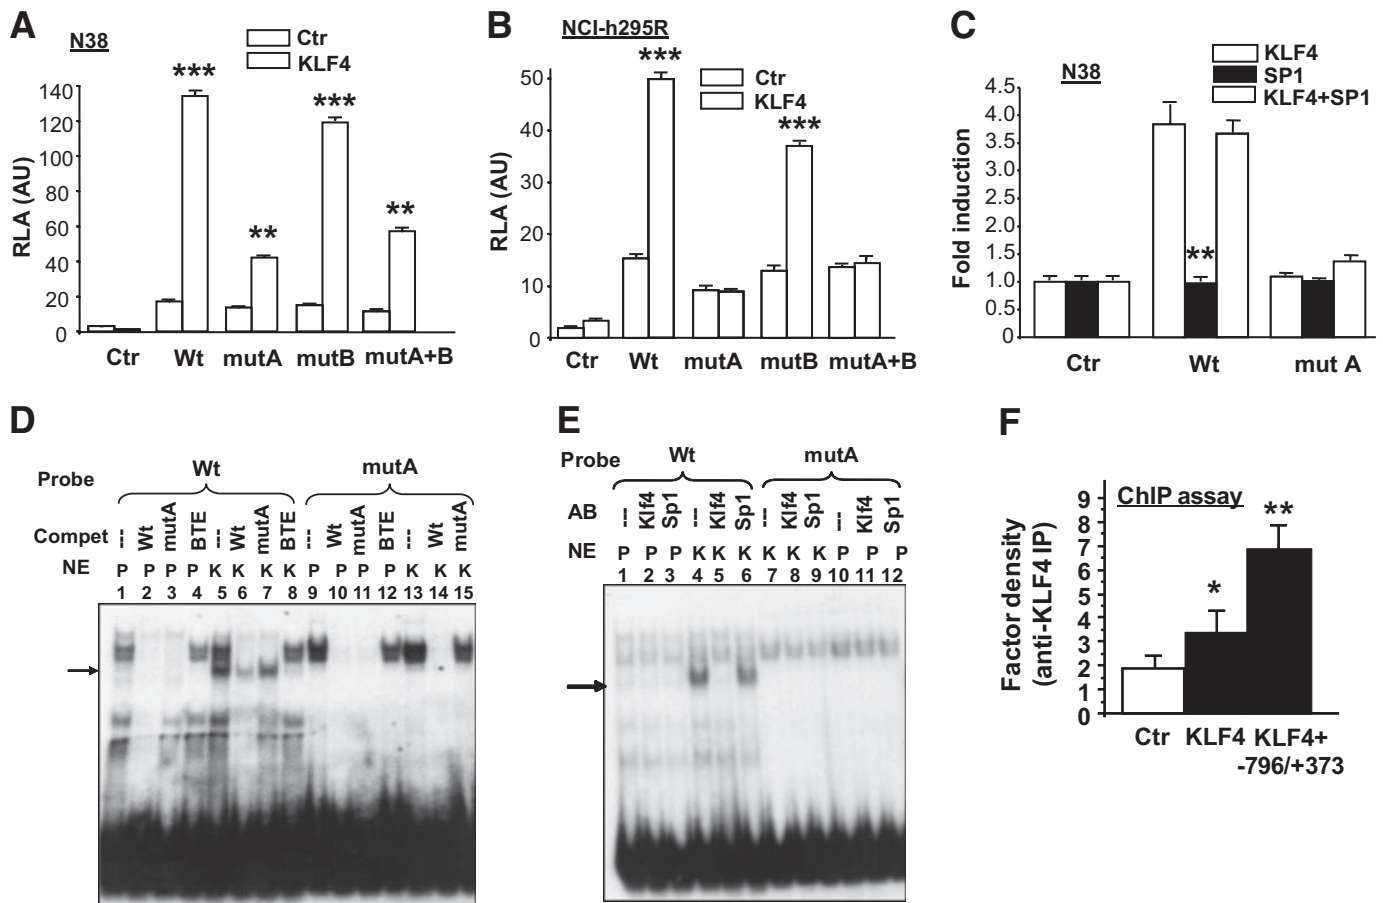 A
N38
Ctr
KLF4
***
***
**
**
RLA (AU)
140
120
100
80
60
40
20
0
Ctr Wt mutA mutB mutA+B
B
NCI-h295R
Ctr
KLF4
***
***
RLA (AU)
50
40
30
20
10
0
Ctr Wt mutA mutB mutA+B
C
N38
KLF4
SP1
KLF4+SP1
**
Fold induction
4.5
4.0
3.5
3.0
2.0
1.5
1.0
0.5
0
Ctr Wt mut A
D
Probe Wt mutA
Compet -- Wt mutA BTE -- Wt mutA BTE -- Wt mutA BTE -- Wt mutA
NE P P P P K K K K P P P P K K K
1 2 3 4 5 6 7 8 9 10 11 12 13 14 15
E
Probe Wt mutA
AB -- Klf4 Sp1 -- Klf4 Sp1 -- Klf4 Sp1 -- Klf4 Sp1
NE P P P K K K K K K P P P
1 2 3 4 5 6 7 8 9 10 11 12
F
ChIP assay
*
**
Factor density
(anti-KLF4 IP)
9
8
7
6
5
4
3
2
1
0
Ctr KLF4 KLF4+
-796/+373